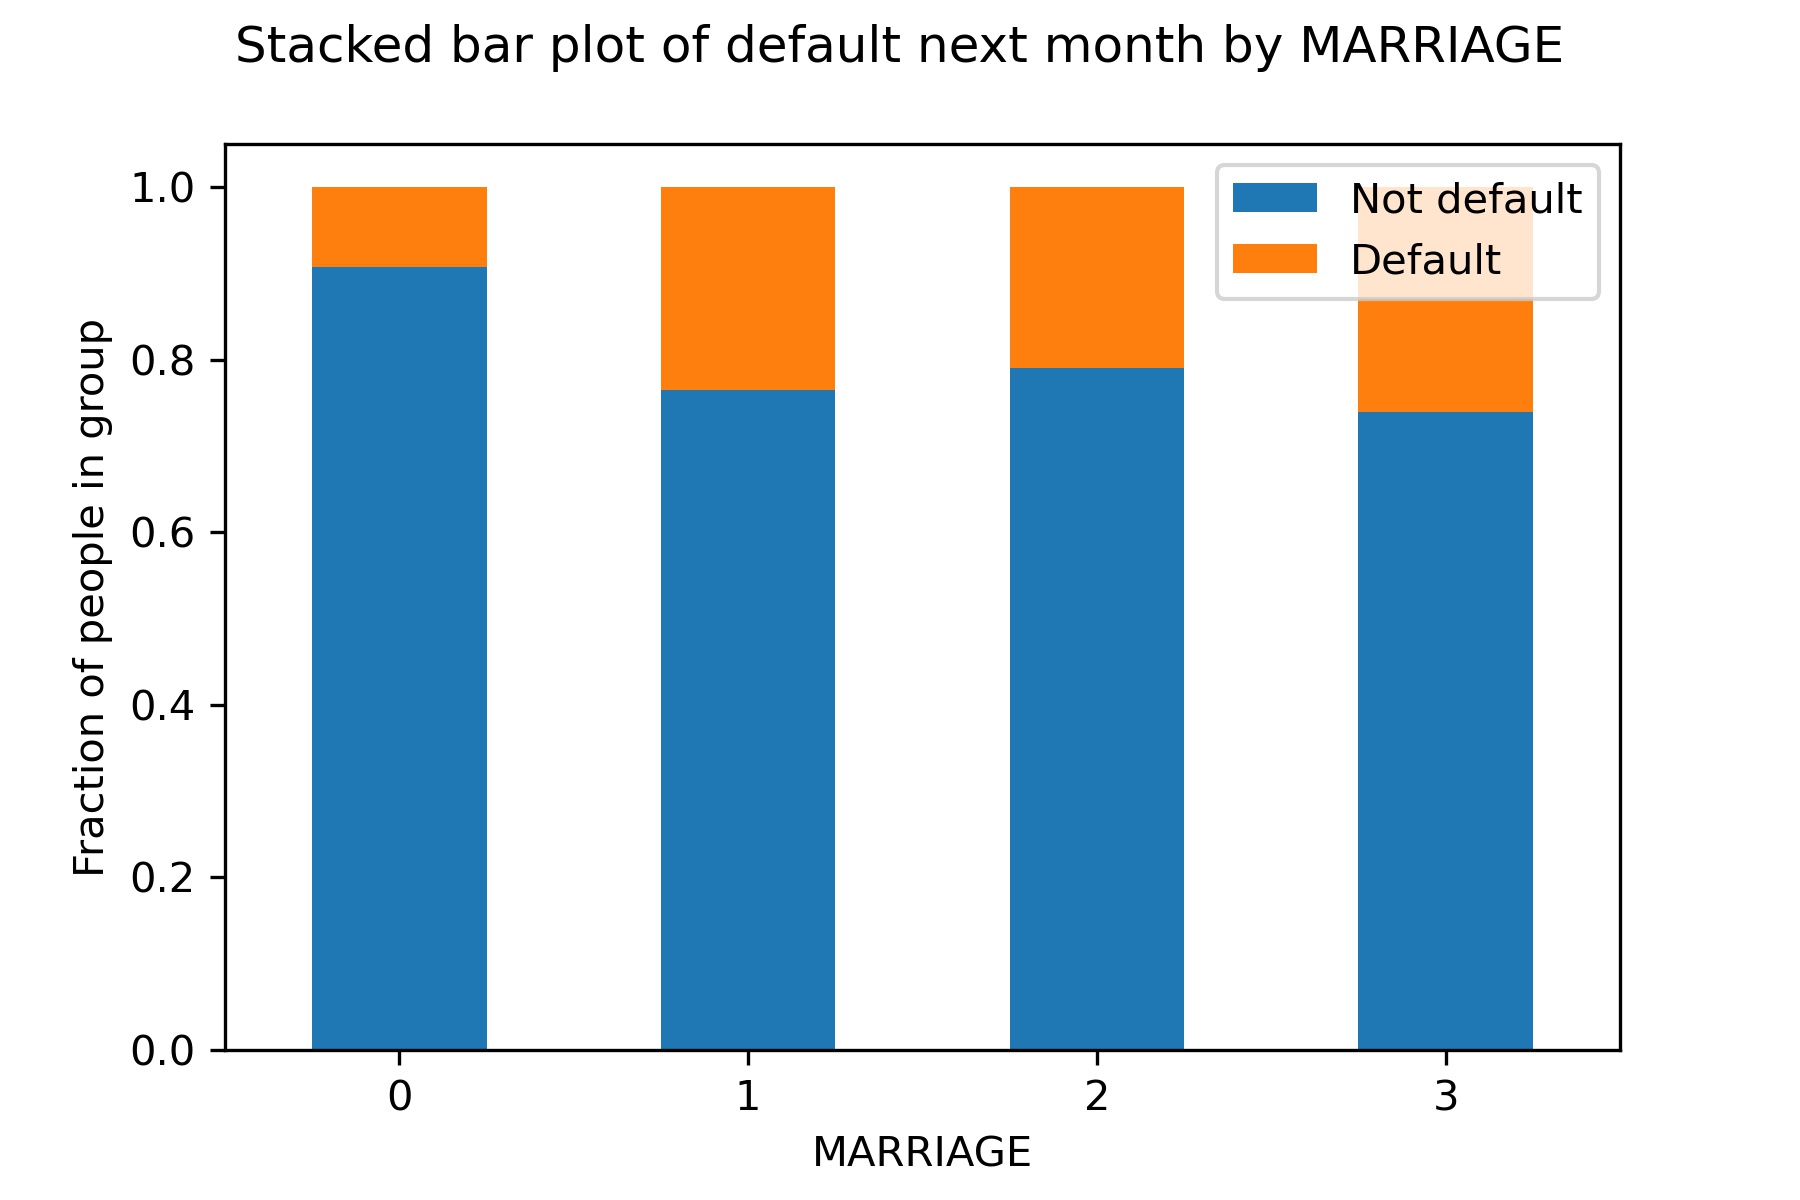 Stacked bar plot of default next month by MARRIAGE
Not default
Default
Fraction of people in group
1.0
0.8
0.6
0.4
0.2
0.0
0 1 2 3
MARRIAGE